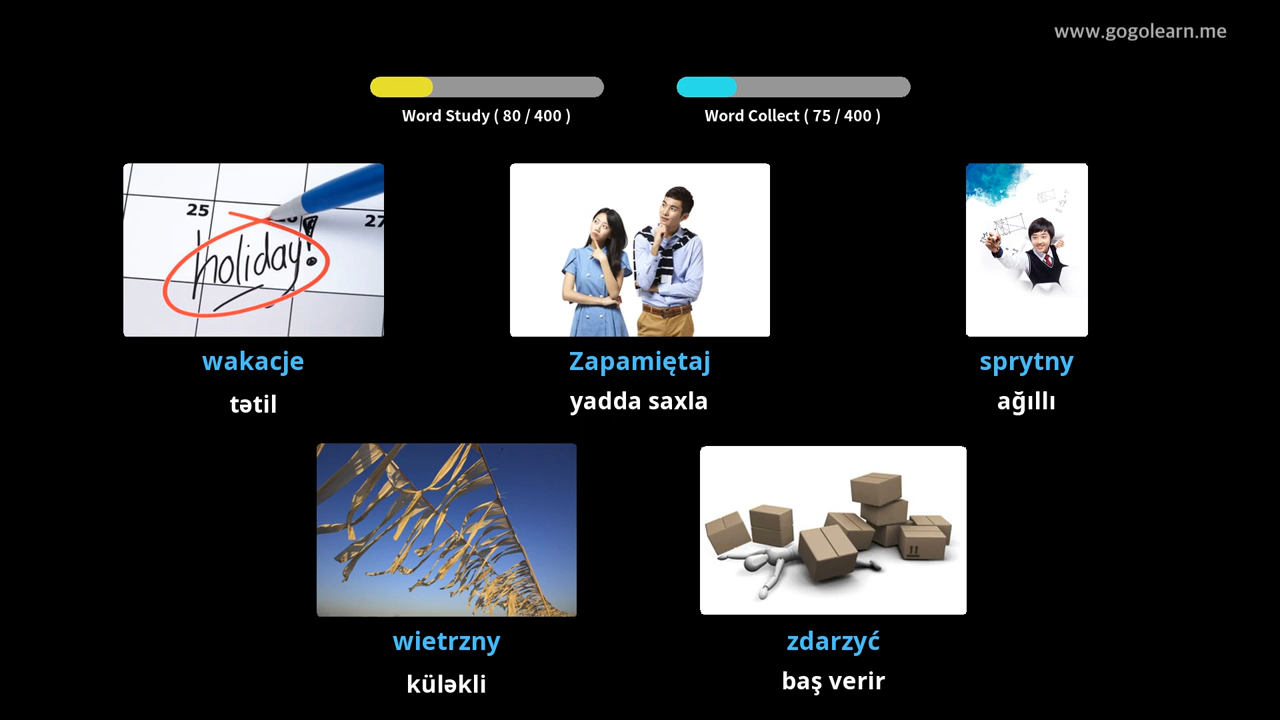 www.gogolearn.me
Word Study ( 80 / 400 )
Word Collect ( 75 / 400 )
25
27
holiday!
wakacje
Zapamiętaj
sprytny
tətil
yadda saxla
ağıllı
wietrzny
zdarzyć
küləkli
baş verir